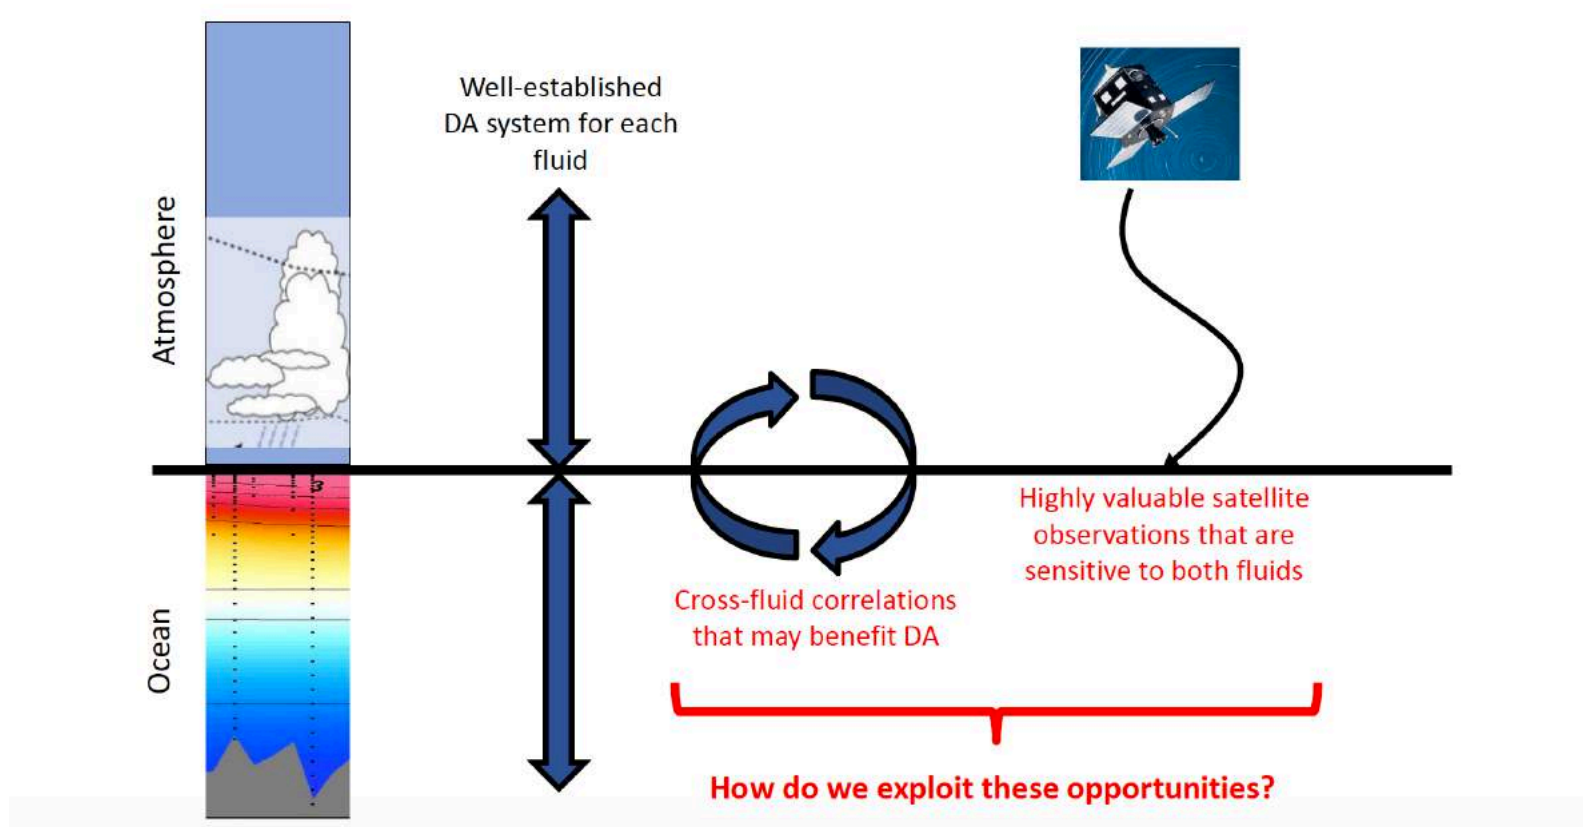 Well-established
DA system for each
fluid
Atmosphere
Ocean
Cross-fluid correlations
that may benefit DA
Highly valuable satellite
observations that are
sensitive to both fluids
How do we exploit these opportunities?